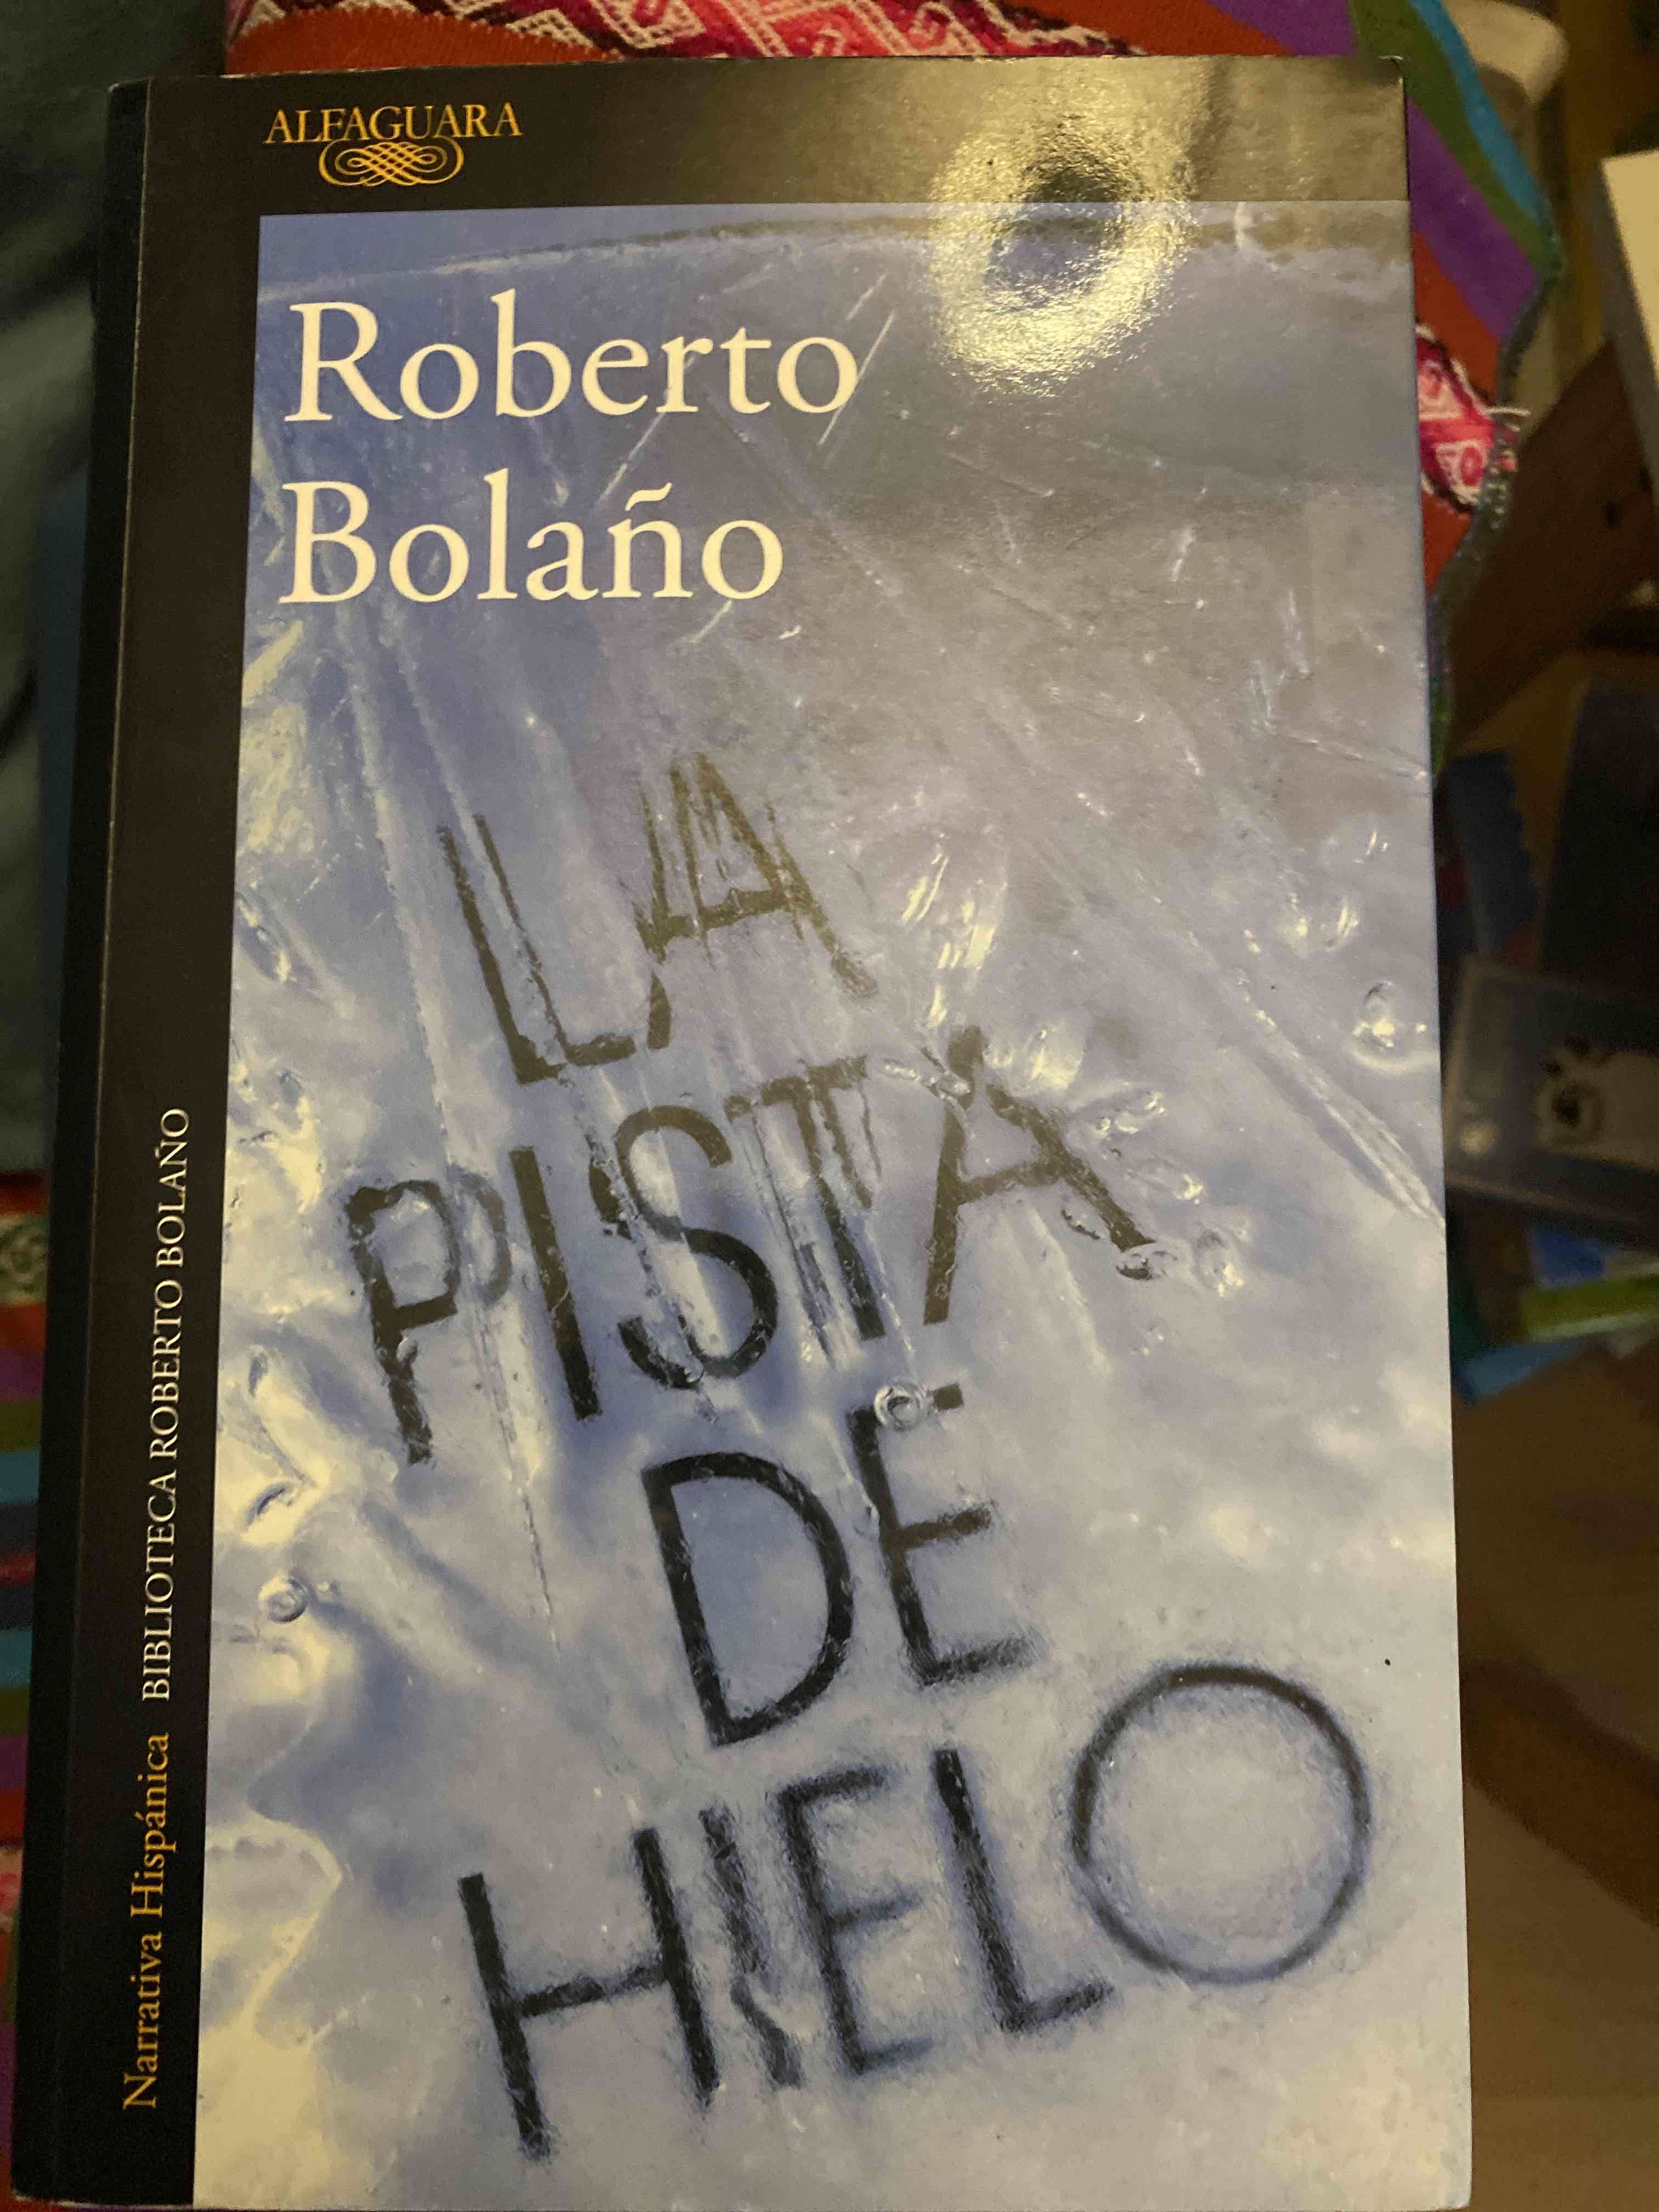 ALFAGUARA
Roberto
Bolaño
LA
PISTA
DE
HIELO
Narrativa Hispánica BIBLIOTECA ROBERTO BOLAÑO